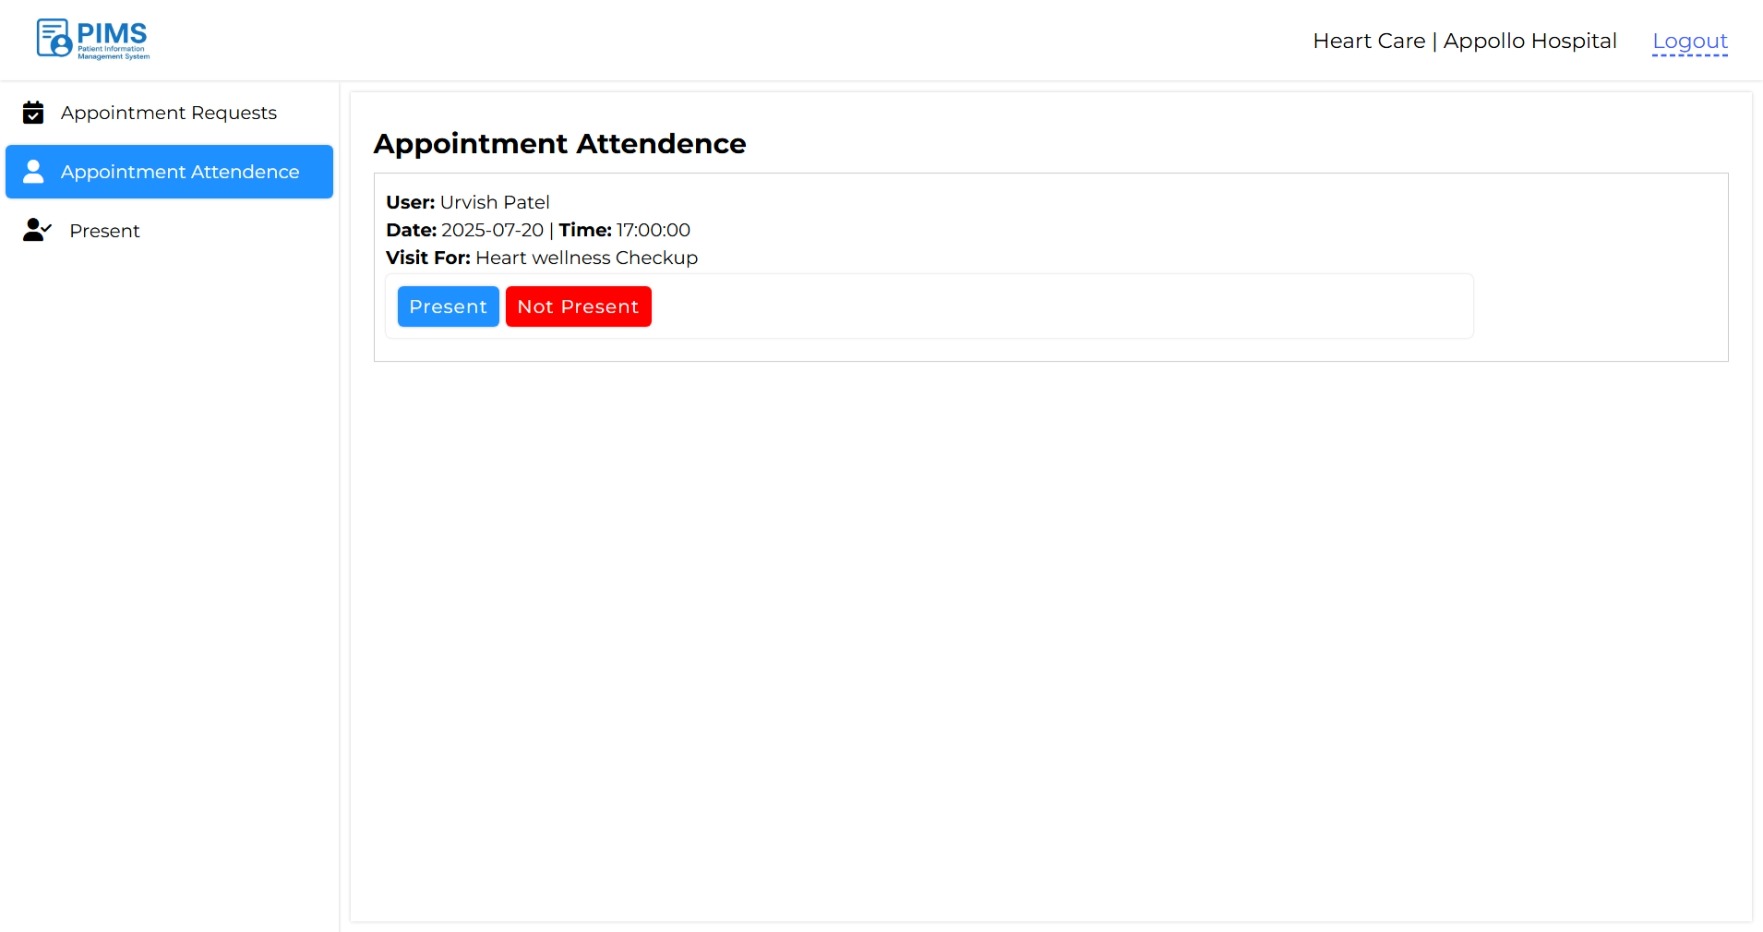 PIMS
Patient Information
Management System
Heart Care | Appollo Hospital
Logout
Appointment Requests
Appointment Attendence
Present
Appointment Attendence
User: Urvish Patel
Date: 2025-07-20 | Time: 17:00:00
Visit For: Heart wellness Checkup
Present
Not Present